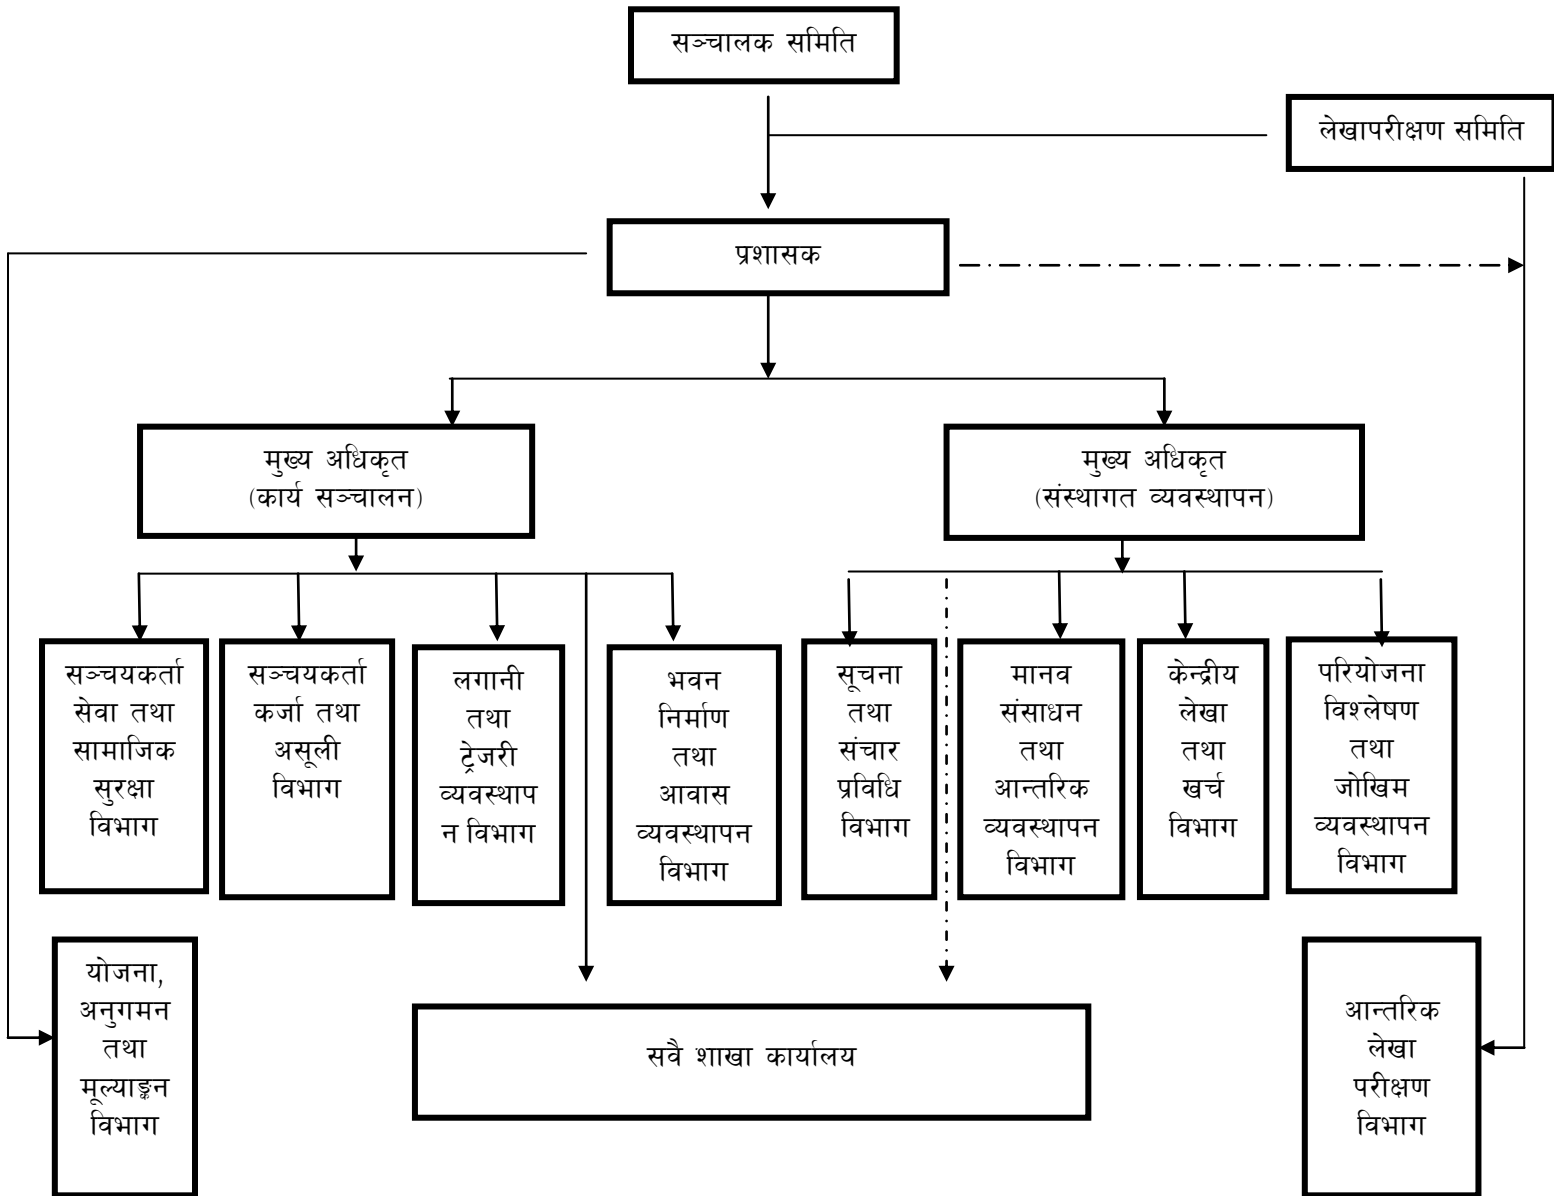 सञ्चालक समिति
लेखापरीक्षण समिति
प्रशासक
मुख्य अधिकृत
(कार्य सञ्चालन)
मुख्य अधिकृत
(संस्थागत व्यवस्थापन)
सञ्चयकर्ता
सेवा तथा
सामाजिक
सुरक्षा
विभाग
सञ्चयकर्ता
कर्जा तथा
असूली
विभाग
लगानी
तथा
ट्रेजरी
व्यवस्थाप
न विभाग
भवन
निर्माण
तथा
आवास
व्यवस्थापन
विभाग
सूचना
तथा
संचार
प्रविधि
विभाग
मानव
संसाधन
तथा
आन्तरिक
व्यवस्थापन
विभाग
केन्द्रीय
लेखा
तथा
खर्च
विभाग
परियोजना
विश्लेषण
तथा
जोखिम
व्यवस्थापन
विभाग
योजना,
अनुगमन
तथा
मूल्याङ्कन
विभाग
सवै शाखा कार्यालय
आन्तरिक
लेखा
परीक्षण
विभाग